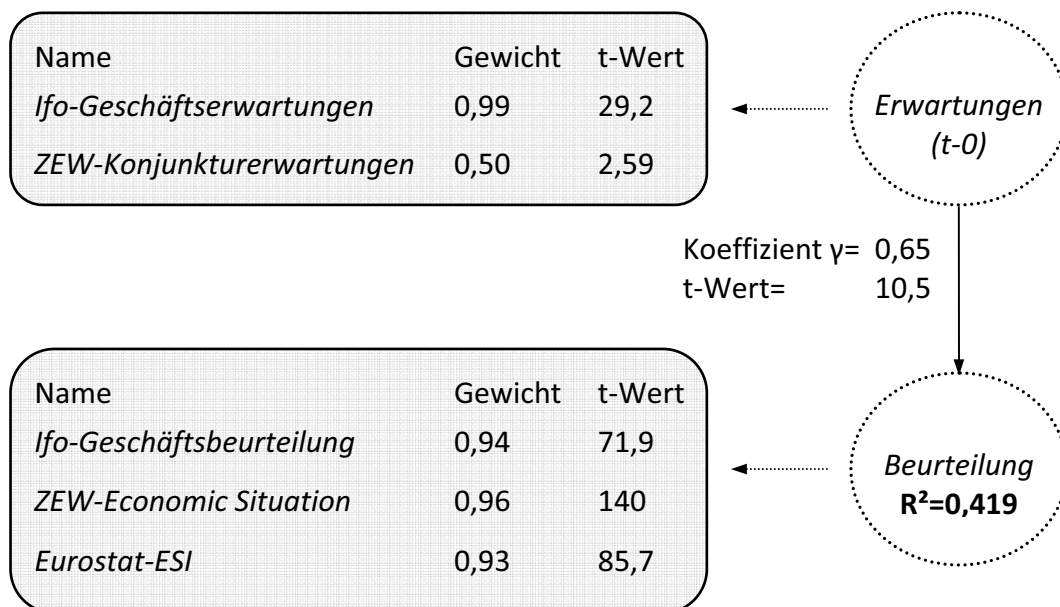 Name Gewicht t-Wert
Ifo-Geschäftserwartungen 0,99 29,2
ZEW-Konjunkturerwartungen 0,50 2,59
Erwartungen
(t-0)
Koeffizient γ= 0,65
t-Wert= 10,5
Name Gewicht t-Wert
Ifo-Geschäftsbeurteilung 0,94 71,9
ZEW-Economic Situation 0,96 140
Eurostat-ESI 0,93 85,7
Beurteilung
R²=0,419